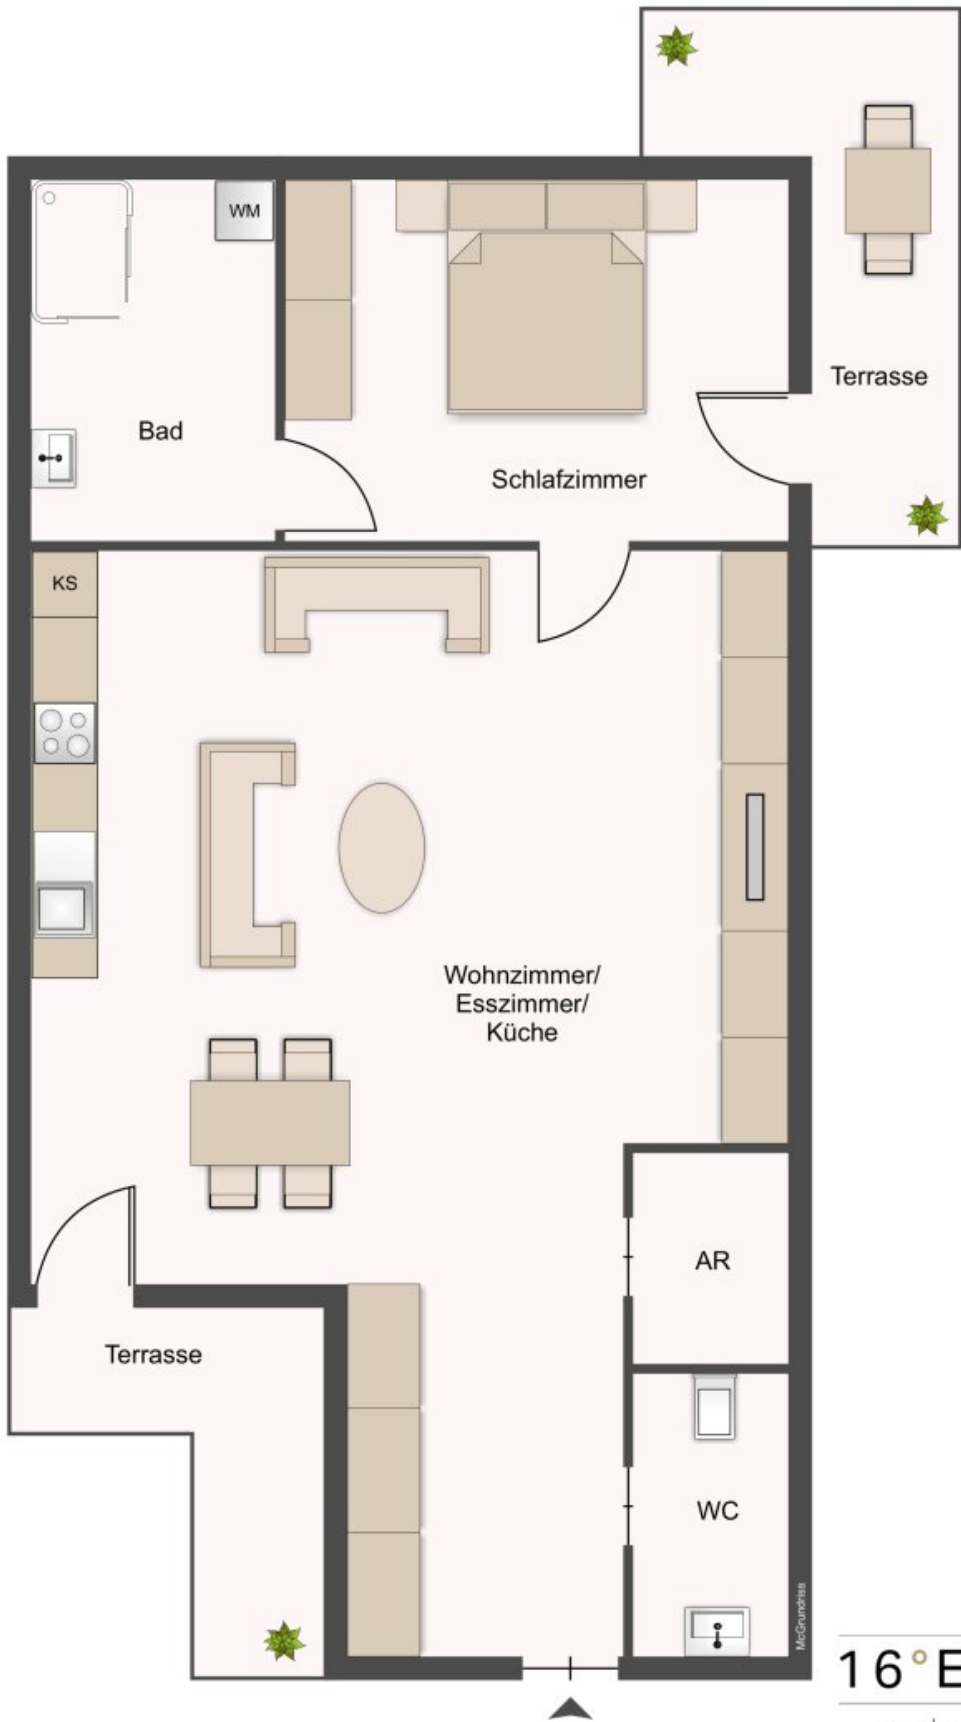 WM
Terrasse
Bad
Schlafzimmer
KS
Wohnzimmer/
Esszimmer/
Küche
AR
Terrasse
WC
McGrundriss
16°E